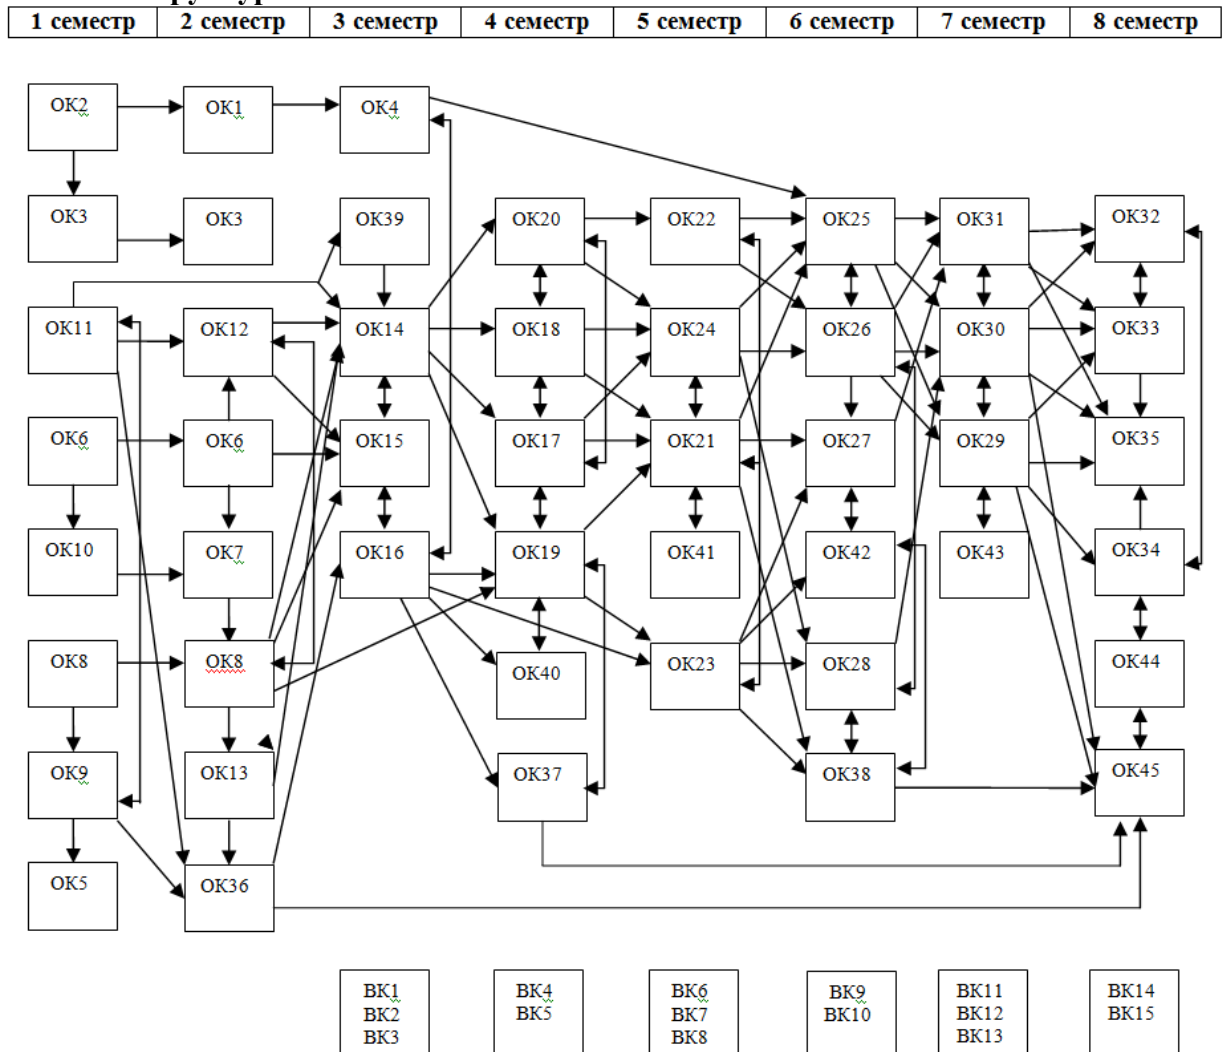 1 семестр 2 семестр 3 семестр 4 семестр 5 семестр 6 семестр 7 семестр 8 семестр
ОК2 ОК1 ОК4
ОК3 ОК3 ОК39 ОК20 ОК22 ОК25 ОК31 ОК32
ОК11 ОК12 ОК14 ОК18 ОК24 ОК26 ОК30 ОК33
ОК6 ОК6 ОК15 ОК17 ОК21 ОК27 ОК29 ОК35
ОК10 ОК7 ОК16 ОК19 ОК41 ОК42 ОК43 ОК34
ОК8 ОК8 ОК40 ОК23 ОК28 ОК44
ОК9 ОК13 ОК37 ОК38 ОК45
ОК5 ОК36
ВК1 ВК4 ВК6 ВК9 ВК11 ВК14
ВК2 ВК5 ВК7 ВК10 ВК12 ВК15
ВК3 ВК8 ВК13